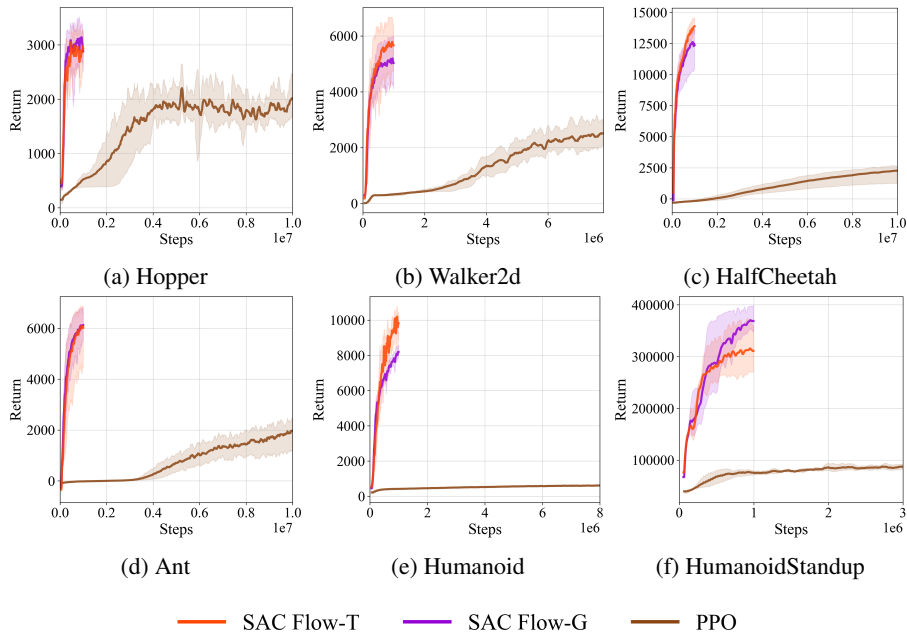 3000
2000
1000
0
Return
0.0 0.2 0.4 0.6 0.8 1.0
Steps
1e7
(a) Hopper
6000
4000
2000
0
Return
0 2 4 6
Steps
1e6
(b) Walker2d
15000
12500
10000
7500
5000
2500
0
Return
0.0 0.2 0.4 0.6 0.8 1.0
Steps
1e7
(c) HalfCheetah
6000
4000
2000
0
Return
0.0 0.2 0.4 0.6 0.8 1.0
Steps
1e7
(d) Ant
10000
8000
6000
4000
2000
0
Return
0 2 4 6 8
Steps
1e6
(e) Humanoid
400000
300000
200000
100000
Return
0 1 2 3
Steps
1e6
(f) HumanoidStandup
SAC Flow-T SAC Flow-G PPO